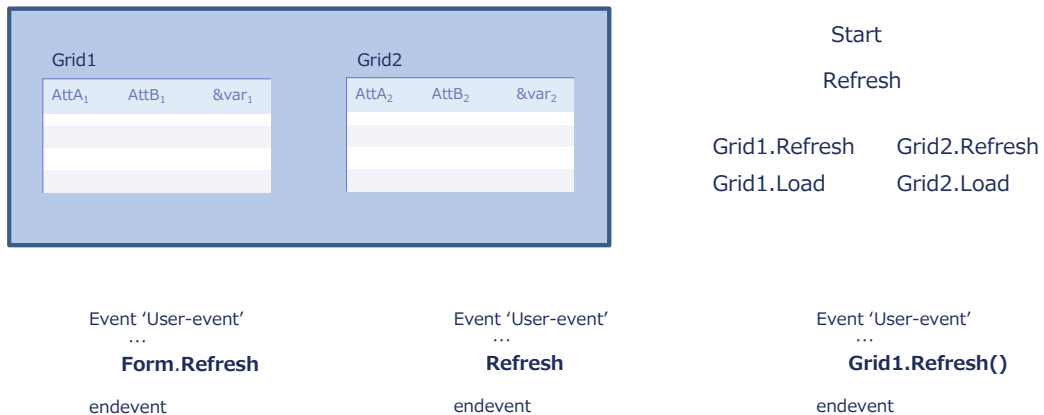 Grid1
AttA₁ AttB₁ &var₁
Grid2
AttA₂ AttB₂ &var₂
Start
Refresh
Grid1.Refresh Grid2.Refresh
Grid1.Load Grid2.Load
Event ‘User-event’
...
Form.Refresh
endevent
Event ‘User-event’
...
Refresh
endevent
Event ‘User-event’
...
Grid1.Refresh()
endevent